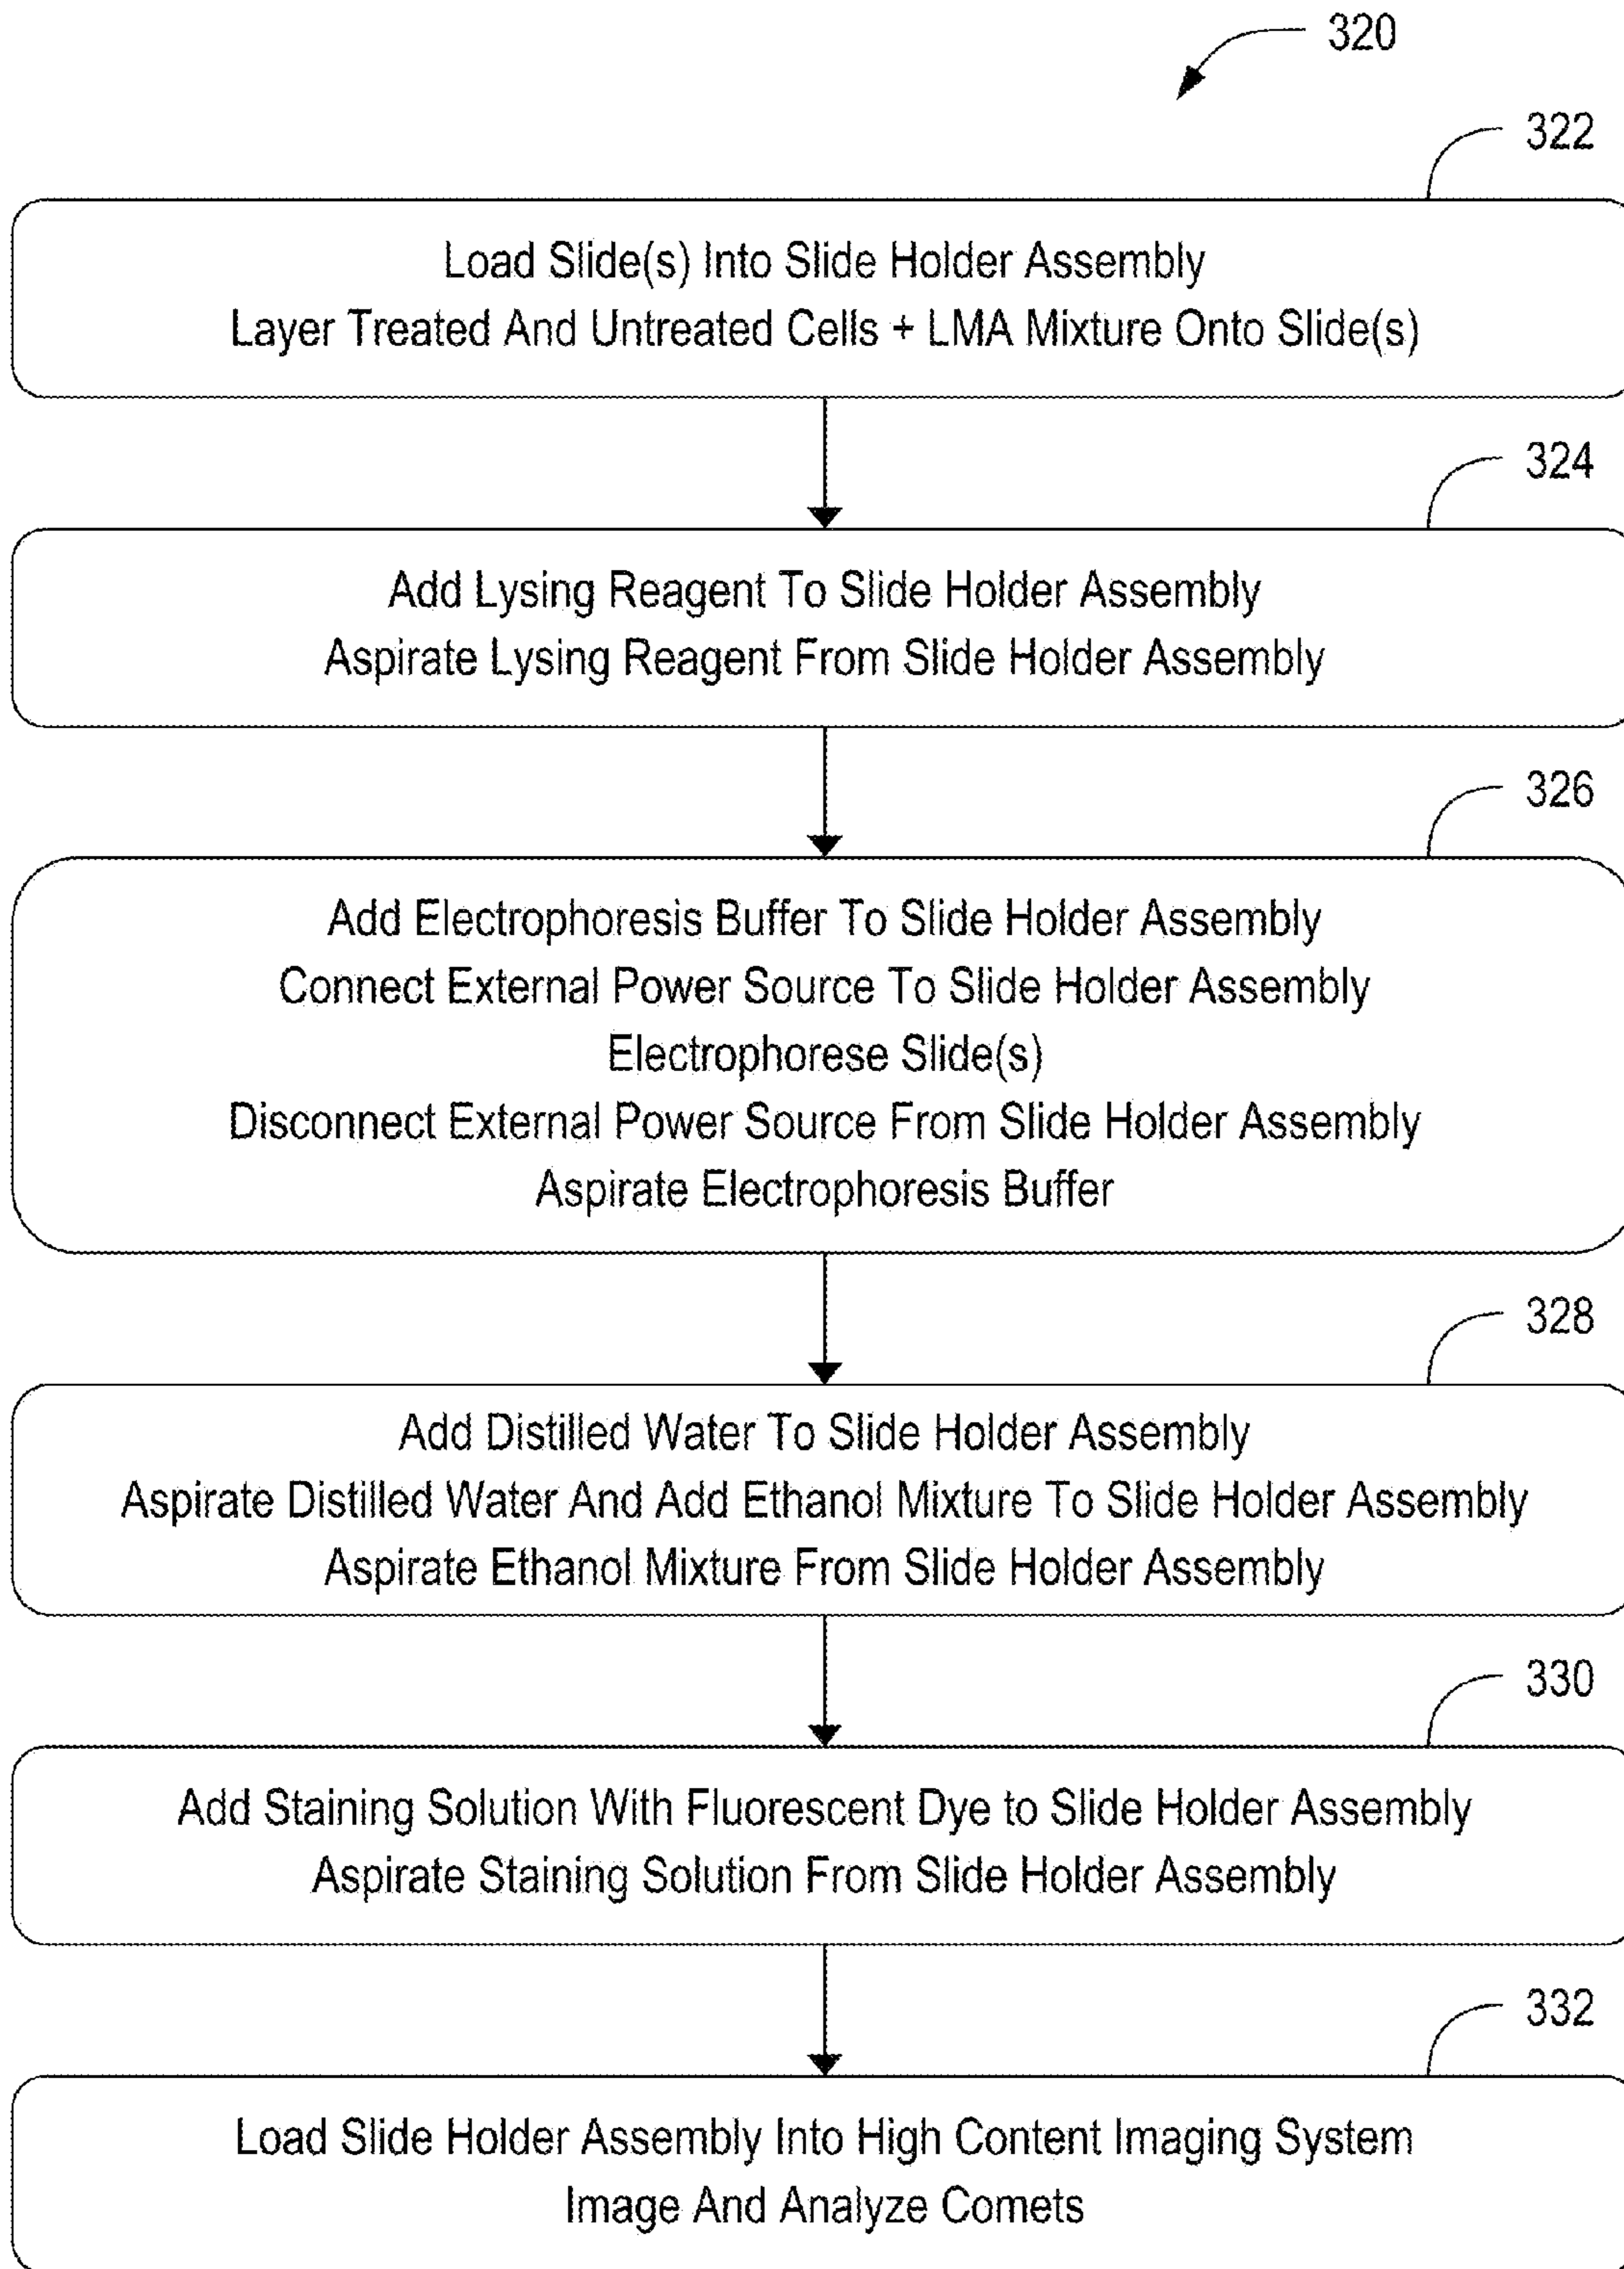 320
322
Load Slide(s) Into Slide Holder Assembly
Layer Treated And Untreated Cells + LMA Mixture Onto Slide(s)
324
Add Lysing Reagent To Slide Holder Assembly
Aspirate Lysing Reagent From Slide Holder Assembly
326
Add Electrophoresis Buffer To Slide Holder Assembly
Connect External Power Source To Slide Holder Assembly
Electrophorese Slide(s)
Disconnect External Power Source From Slide Holder Assembly
Aspirate Electrophoresis Buffer
328
Add Distilled Water To Slide Holder Assembly
Aspirate Distilled Water And Add Ethanol Mixture To Slide Holder Assembly
Aspirate Ethanol Mixture From Slide Holder Assembly
330
Add Staining Solution With Fluorescent Dye to Slide Holder Assembly
Aspirate Staining Solution From Slide Holder Assembly
332
Load Slide Holder Assembly Into High Content Imaging System
Image And Analyze Comets